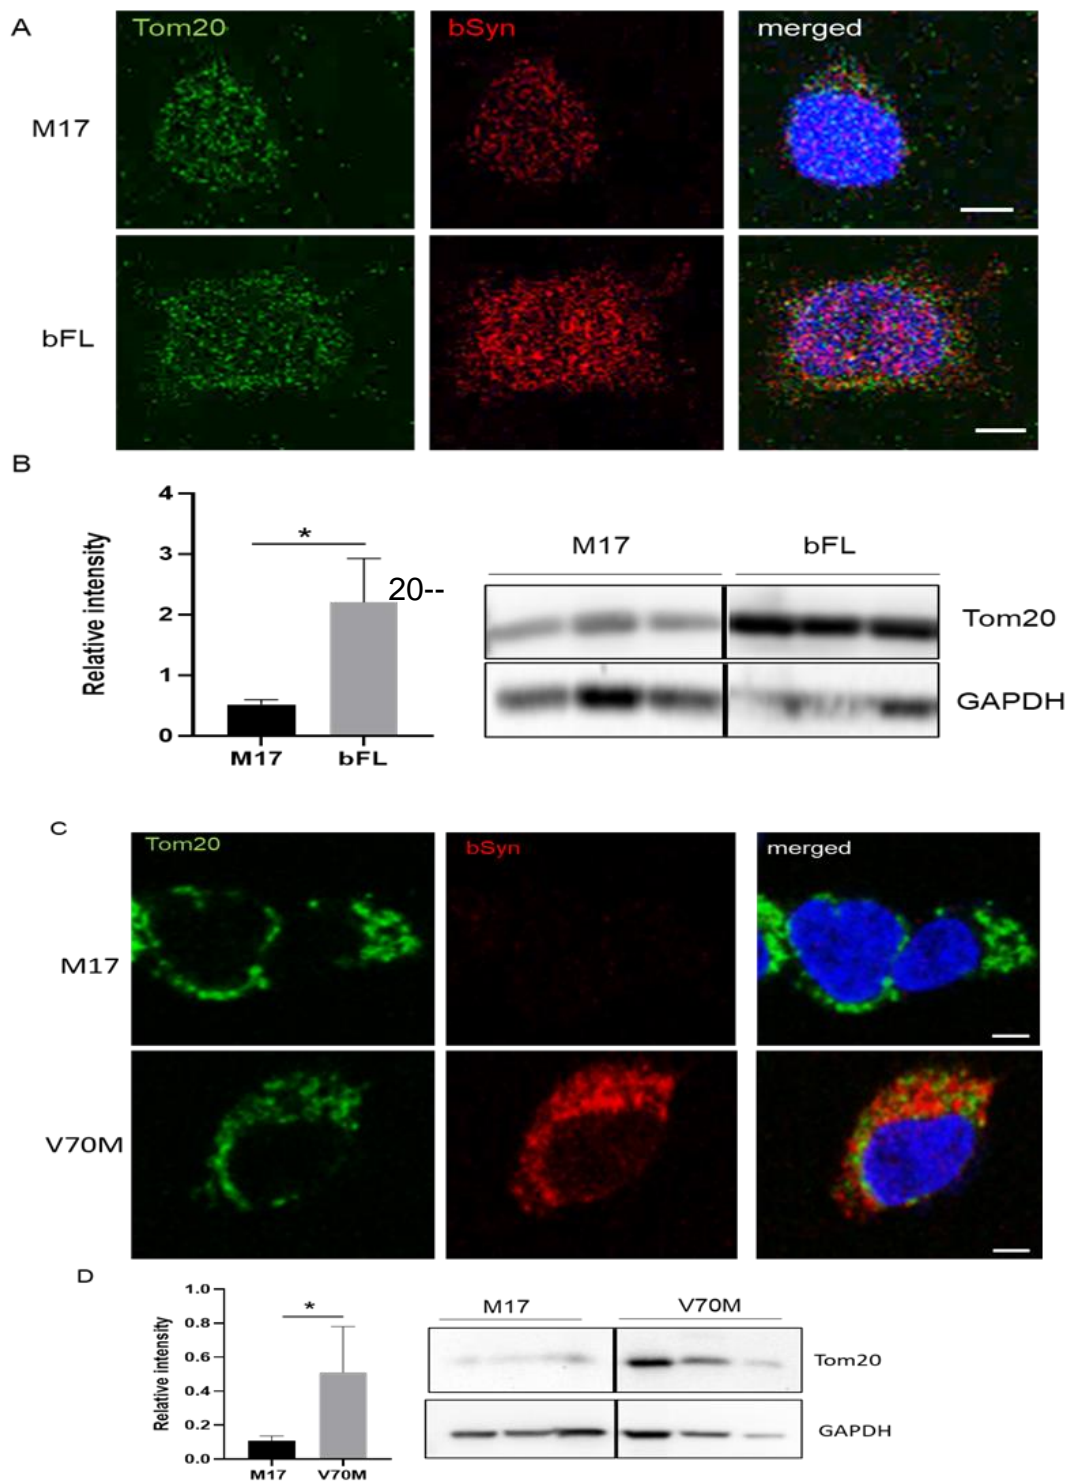 A
Tom20
bSyn
merged
M17
bFL
B
4
3
2
1
0
Relative intensity
*
20--
M17
bFL
M17
bFL
Tom20
GAPDH
C
Tom20
bSyn
merged
M17
V70M
D
1.0
0.8
0.6
0.4
0.2
0.0
Relative intensity
*
M17
V70M
M17
V70M
Tom20
GAPDH